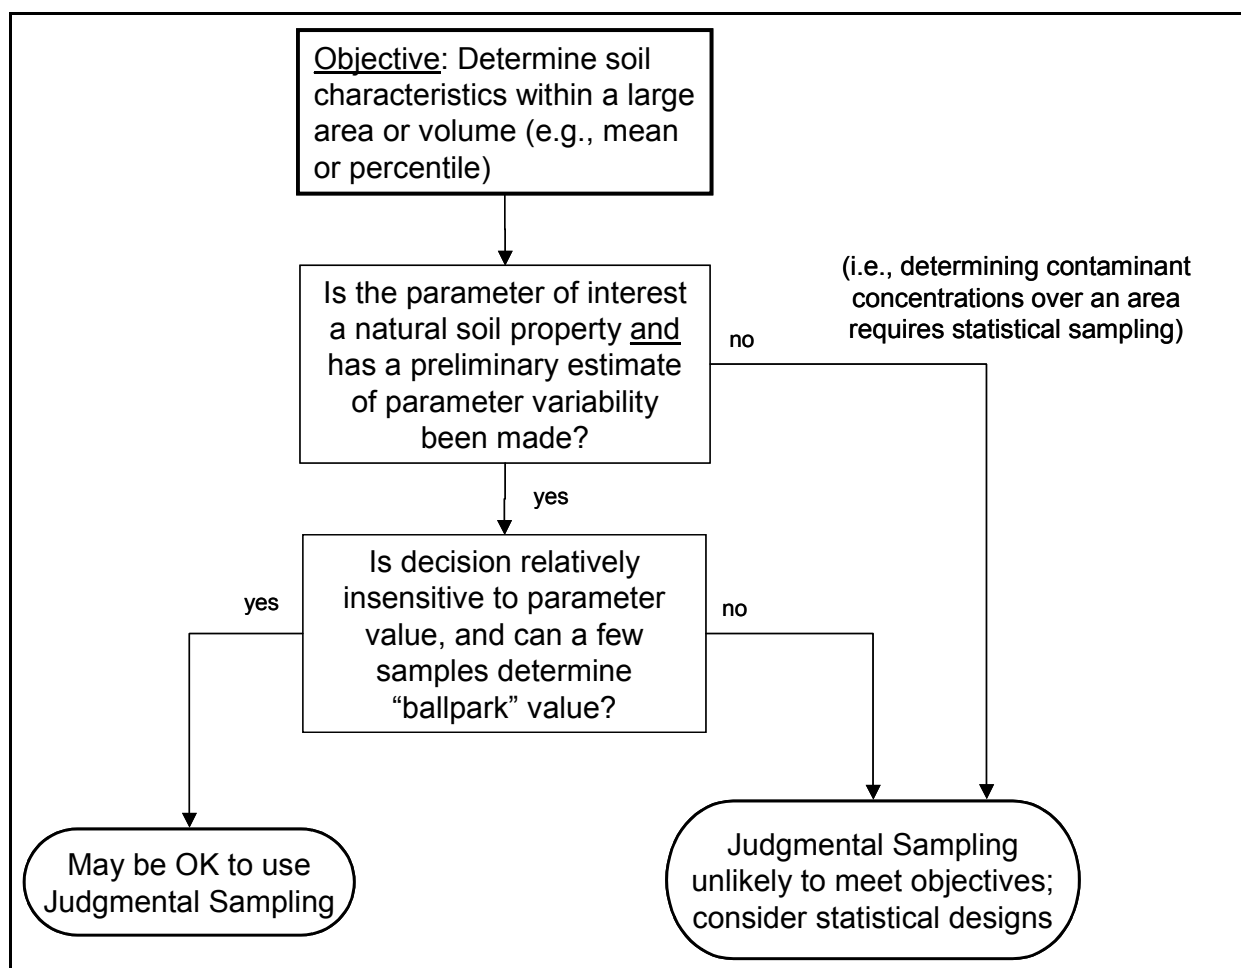 Objective: Determine soil
characteristics within a large
area or volume (e.g., mean
or percentile)
Is the parameter of interest
a natural soil property and
has a preliminary estimate
of parameter variability
been made?
no
(i.e., determining contaminant
concentrations over an area
requires statistical sampling)
yes
Is decision relatively
insensitive to parameter
value, and can a few
samples determine
“ballpark” value?
yes
no
May be OK to use
Judgmental Sampling
Judgmental Sampling
unlikely to meet objectives;
consider statistical designs